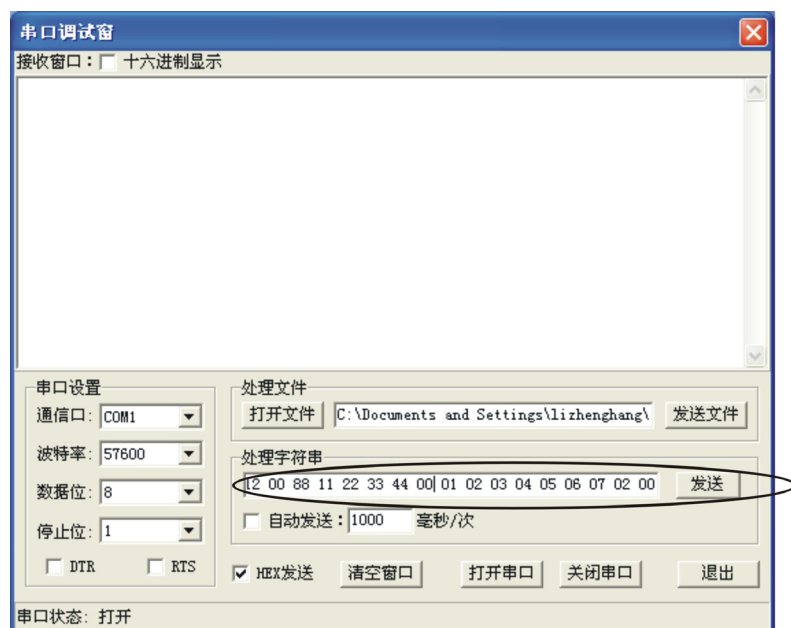 串口调试窗
接收窗口: 十六进制显示
串口设置
通信口: COM1
波特率: 57600
数据位: 8
停止位: 1
DTR RTS
处理文件
打开文件 C:\Documents and Settings\lizhenghang\ 发送文件
处理字符串
00 88 11 22 33 44 00 01 02 03 04 05 06 07 02 00 发送
自动发送: 1000 毫秒/次
HEX发送 清空窗口 打开串口 关闭串口 退出
串口状态: 打开